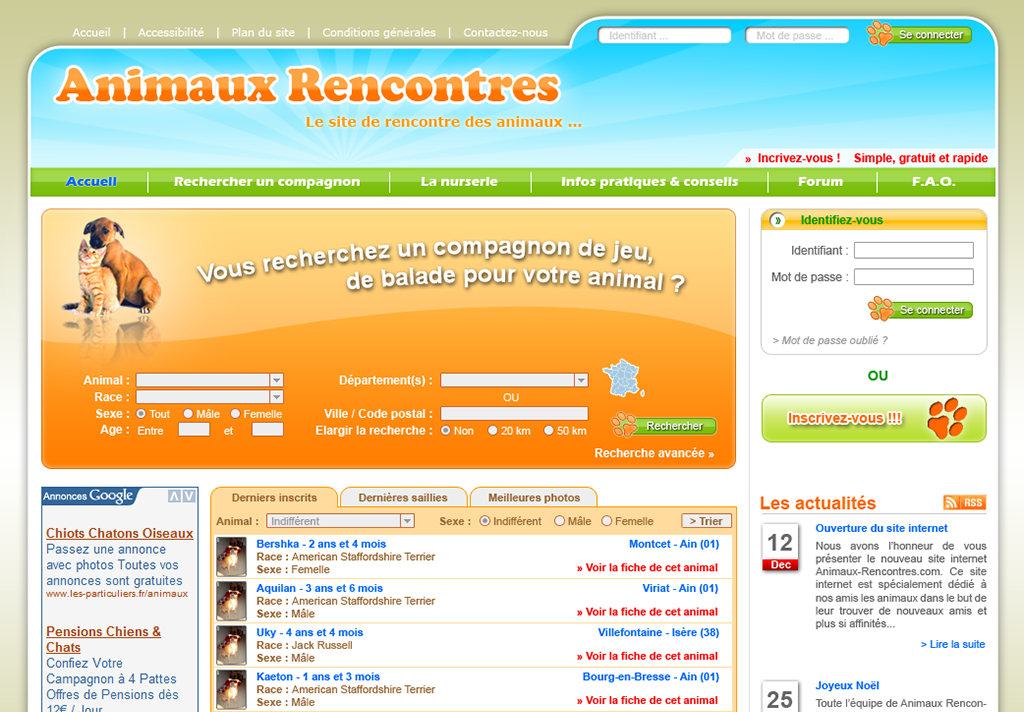 Accueil | Accessibilité | Plan du site | Conditions générales | Contactez-nous
Identifiant ... Mot de passe ... Se connecter
Animaux Rencontres
Le site de rencontre des animaux ...
» Incrivez-vous ! Simple, gratuit et rapide
Accueil Rechercher un compagnon La nurserie Infos pratiques & conseils Forum F.A.Q.
Vous recherchez un compagnon de jeu,
de balade pour votre animal ?
Animal :
Race :
Sexe : Tout Mâle Femelle
Age : Entre et
Département(s) :
OU
Ville / Code postal :
Elargir la recherche : Non 20 km 50 km
Rechercher
Recherche avancée »
» Identifiez-vous
Identifiant :
Mot de passe :
Se connecter
> Mot de passe oublié ?
OU
Inscrivez-vous !!!
Annonces Google
Chiots Chatons Oiseaux
Passez une annonce
avec photos Toutes vos
annonces sont gratuites
www.les-particuliers.fr/animaux
Pensions Chiens &
Chats
Confiez Votre
Campagnon à 4 Pattes
Offres de Pensions dès
12€ / Jour
Derniers inscrits Dernières saillies Meilleures photos
Animal : Indifférent Sexe : Indifférent Mâle Femelle > Trier
Bershka - 2 ans et 4 mois Montcet - Ain (01)
Race : American Staffordshire Terrier
Sexe : Femelle » Voir la fiche de cet animal
Aquilan - 3 ans et 6 mois Viriat - Ain (01)
Race : American Staffordshire Terrier
Sexe : Mâle » Voir la fiche de cet animal
Uky - 4 ans et 4 mois Villefontaine - Isère (38)
Race : Jack Russell
Sexe : Mâle » Voir la fiche de cet animal
Kaeton - 1 ans et 3 mois Bourg-en-Bresse - Ain (01)
Race : American Staffordshire Terrier
Sexe : Mâle » Voir la fiche de cet animal
Les actualités RSS
12
Dec
Ouverture du site internet
Nous avons l'honneur de vous
présenter le nouveau site internet
Animaux-Rencontres.com. Ce site
internet est spécialement dédié à
nos amis les animaux dans le but de
leur trouver de nouveaux amis et
plus si affinités...
> Lire la suite
25
Joyeux Noël
Toute l'équipe de Animaux Rencon-